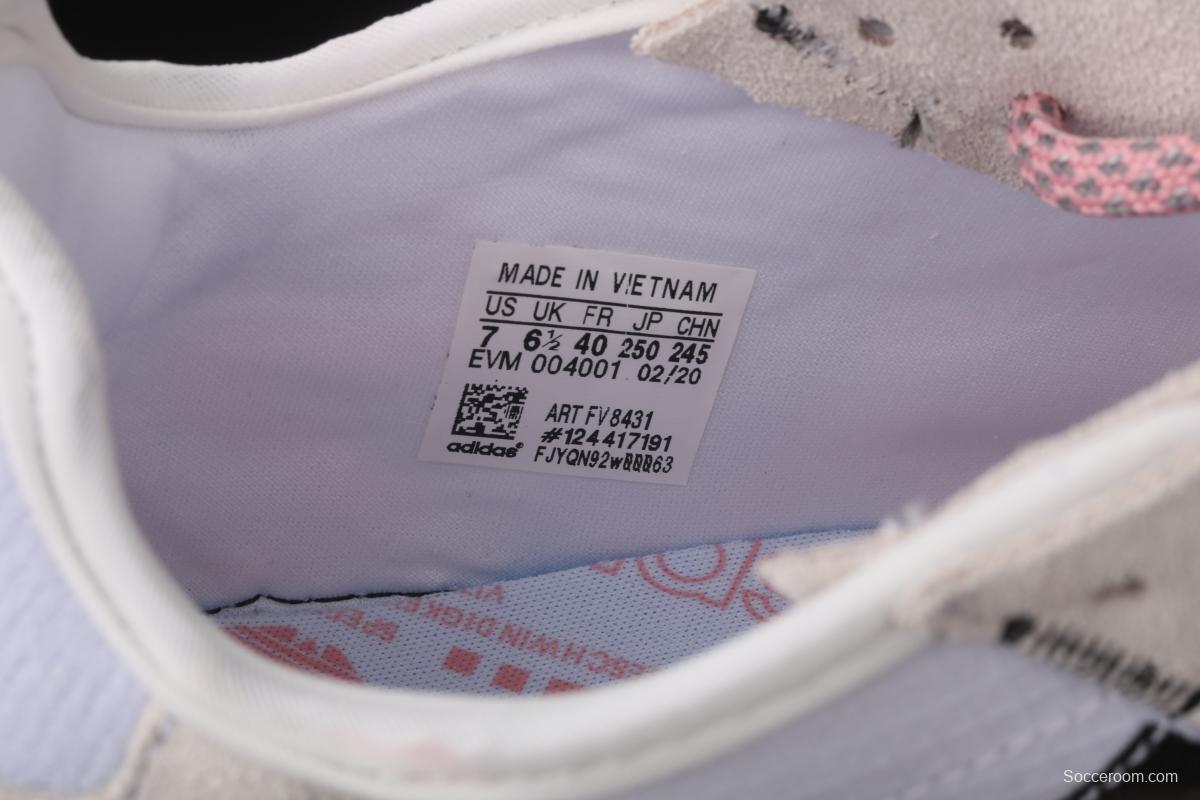 MADE IN VIETNAM
US UK FR JP CHN
7 6½ 40 250 245
EVM 004001 02/20
ART FV8431
#124417191
adidas
Socceroom.com